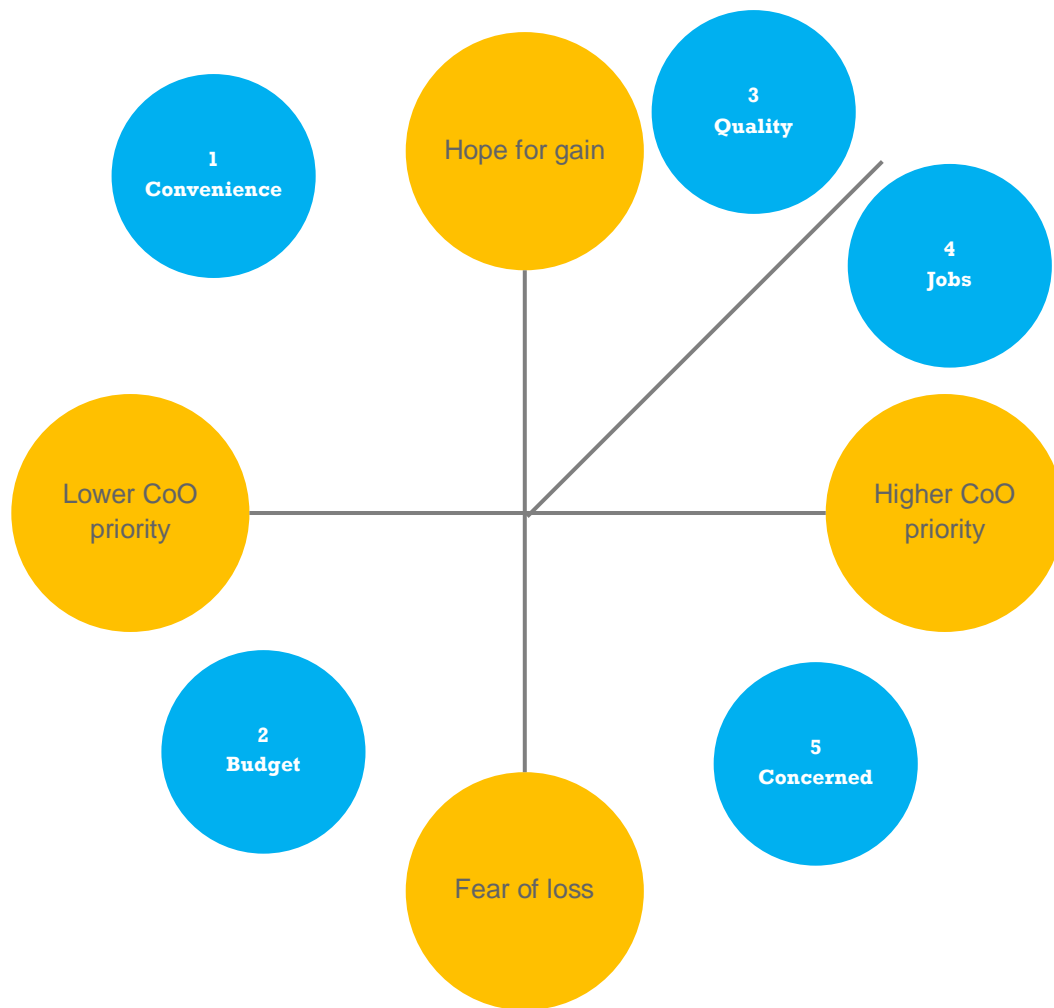 3
Quality
Hope for gain
1
Convenience
4
Jobs
Lower CoO
priority
Higher CoO
priority
2
Budget
5
Concerned
Fear of loss